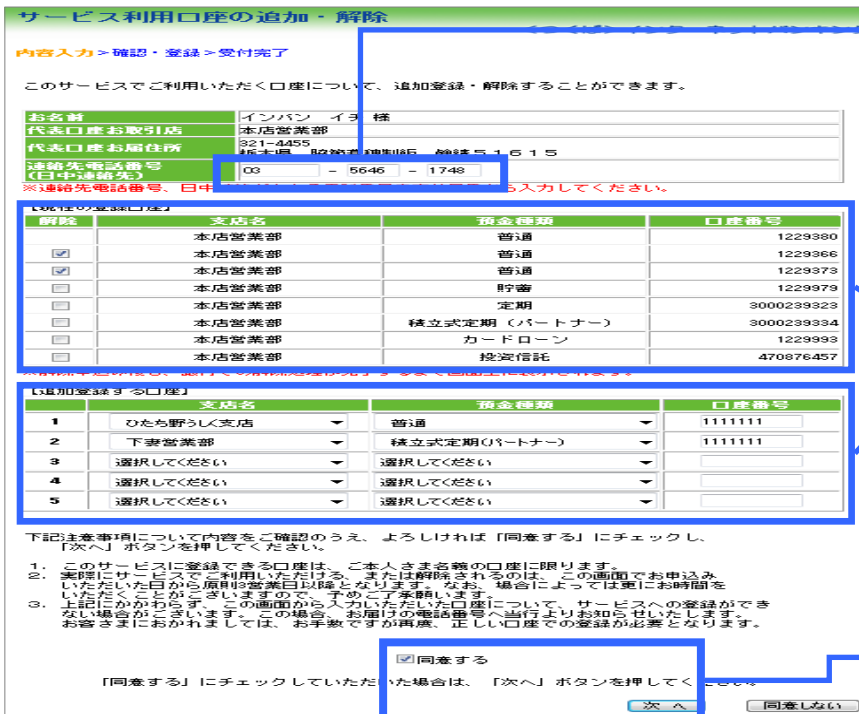 サービス利用口座の追加・解除
内容入力>確認・登録>受付完了
このサービスでご利用いただく口座について、追加登録・解除することができます。
お名前 インバン イチ 様
代表口座お取引店 本店営業部
代表口座お届住所 321-4455
栃木県 51615
連絡先電話番号
(日中連絡先) 03 - 5646 - 1748
※連絡先電話番号、日中 から入力してください。
【現在の登録口座】
解除 支店名 預金種類 口座番号
本店営業部 普通 1229380
本店営業部 普通 1229366
本店営業部 普通 1229373
本店営業部 貯蓄 1229979
本店営業部 定期 3000239323
本店営業部 積立式定期 (パートナー) 3000239334
本店営業部 カードローン 1229993
本店営業部 投資信託 470876457
【追加登録する口座】
支店名 預金種類 口座番号
1 ひたち野うしく支店 普通 1111111
2 下妻営業部 積立式定期(パートナー) 1111111
3 選択してください 選択してください
4 選択してください 選択してください
5 選択してください 選択してください
下記注意事項について内容をご確認のうえ、よろしければ「同意する」にチェックし、
「次へ」ボタンを押してください。
1. このサービスに登録できる口座は、ご本人さま名義の口座に限ります。
2. 実際にサービスでご利用いただける、または解除されるのは、この画面でお申込み
いただいた日から原則3営業日以降となります。なお、場合によっては更にお時間を
いただくことがございますので、予めご了承願います。
3. 上記にかかわらず、この画面から入力いただいた口座について、サービスへの登録ができ
ない場合がございます。この場合、お届けの電話番号へ当行よりお知らせいたします。
お客さまにおかれましては、お手数ですが再度、正しい口座での登録が必要となります。
同意する
「同意する」にチェックしていただいた場合は、「次へ」ボタンを押してください。
次 へ 同意しない